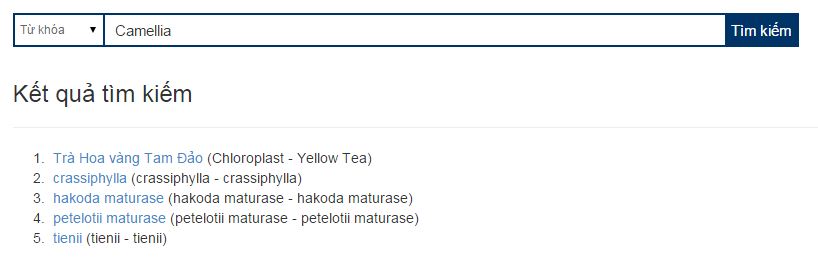 Từ khóa Camellia Tìm kiếm
Kết quả tìm kiếm
1. Trà Hoa vàng Tam Đảo (Chloroplast - Yellow Tea)
2. crassiphylla (crassiphylla - crassiphylla)
3. hakoda maturase (hakoda maturase - hakoda maturase)
4. petelotii maturase (petelotii maturase - petelotii maturase)
5. tienii (tienii - tienii)